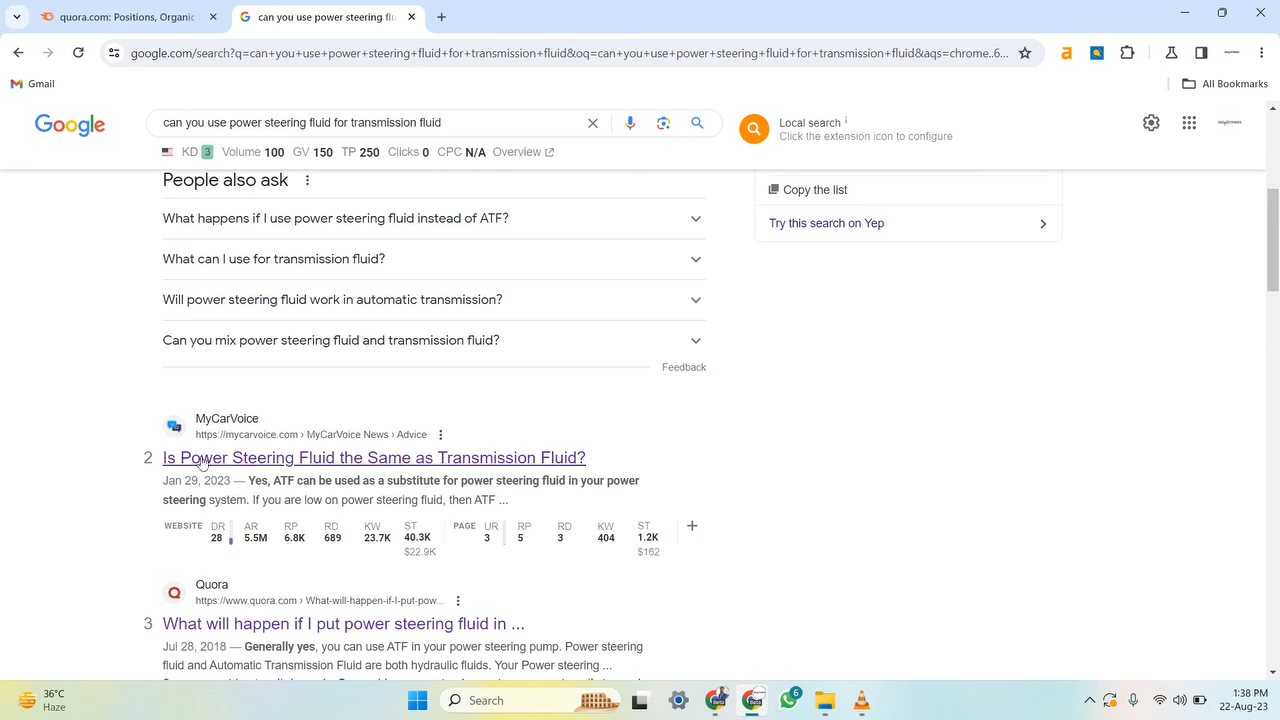 quora.com: Positions, Organic
can you use power steering flu
google.com/search?q=can+you+use+power+steering+fluid+for+transmission+fluid&oq=can+you+use+power+steering+fluid+for+transmission+fluid&aqs=chrome..6...
Gmail
All Bookmarks
Google
can you use power steering fluid for transmission fluid
Local search i
Click the extension icon to configure
KD 3 Volume 100 GV 150 TP 250 Clicks 0 CPC N/A Overview
People also ask
Copy the list
What happens if I use power steering fluid instead of ATF?
Try this search on Yep
What can I use for transmission fluid?
Will power steering fluid work in automatic transmission?
Can you mix power steering fluid and transmission fluid?
Feedback
MyCarVoice
https://mycarvoice.com › MyCarVoice News › Advice
2 Is Power Steering Fluid the Same as Transmission Fluid?
Jan 29, 2023 — Yes, ATF can be used as a substitute for power steering fluid in your power
steering system. If you are low on power steering fluid, then ATF ...
WEBSITE DR AR RP RD KW ST PAGE UR RP RD KW ST
28 5.5M 6.8K 689 23.7K 40.3K 3 5 3 404 1.2K
$22.9K $162
Quora
https://www.quora.com › What-will-happen-if-I-put-pow...
3 What will happen if I put power steering fluid in ...
Jul 28, 2018 — Generally yes, you can use ATF in your power steering pump. Power steering
fluid and Automatic Transmission Fluid are both hydraulic fluids. Your Power steering ...
36°C
Haze
Search
6
1:38 PM
22-Aug-23